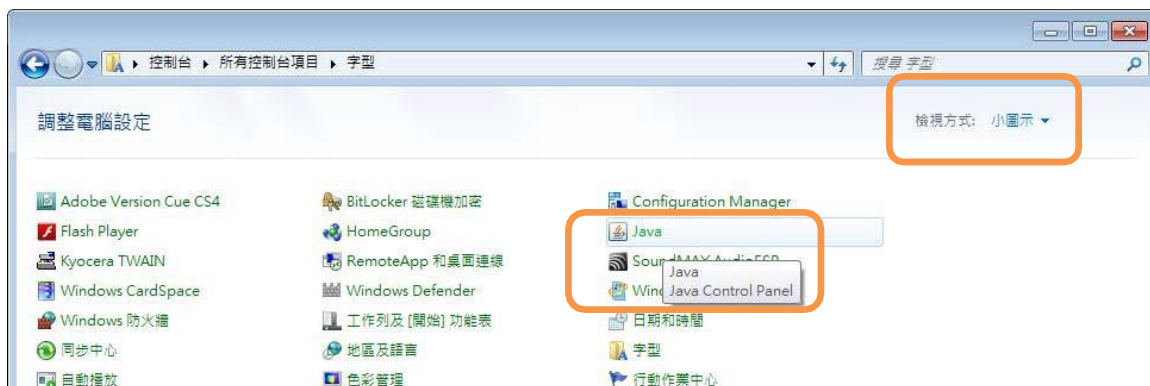 控制台 ▸ 所有控制台項目 ▸ 字型
搜尋 字型
調整電腦設定
檢視方式: 小圖示
Adobe Version Cue CS4
BitLocker 磁碟機加密
Configuration Manager
Flash Player
HomeGroup
Java
Kyocera TWAIN
RemoteApp 和桌面連線
SoundMAX AudioESP
Java
Java Control Panel
Windows CardSpace
Windows Defender
Windows 防火牆
工作列及 [開始] 功能表
日期和時間
同步中心
地區及語言
字型
自動播放
色彩管理
行動作業中心